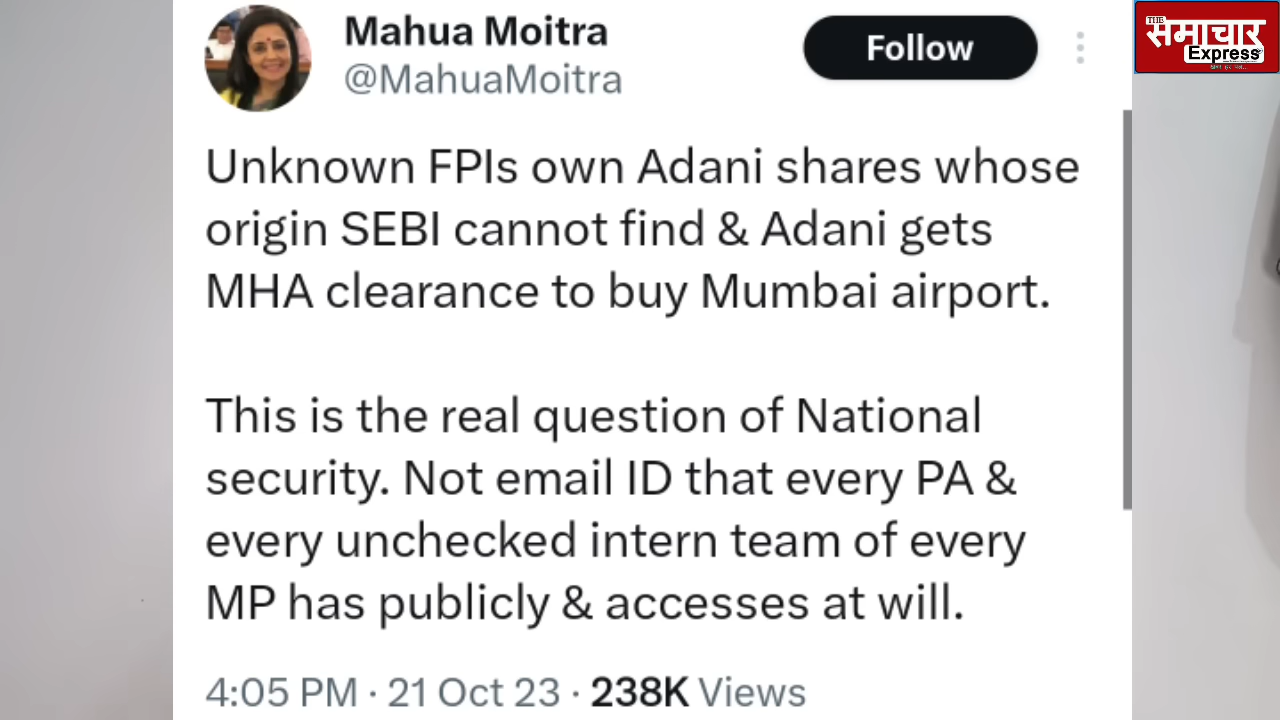 Mahua Moitra
@MahuaMoitra
Follow
THE
समाचार
Express
Unknown FPIs own Adani shares whose
origin SEBI cannot find & Adani gets
MHA clearance to buy Mumbai airport.
This is the real question of National
security. Not email ID that every PA &
every unchecked intern team of every
MP has publicly & accesses at will.
4:05 PM · 21 Oct 23 · 238K Views